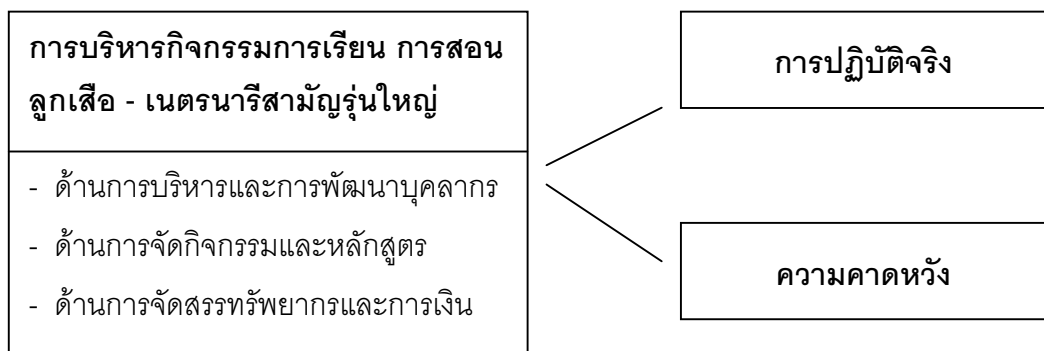 การบริหารกิจกรรมการเรียน การสอน
ลูกเสือ - เนตรนารีสามัญรุ่นใหญ่
- ด้านการบริหารและการพัฒนาบุคลากร
- ด้านการจัดกิจกรรมและหลักสูตร
- ด้านการจัดสรรทรัพยากรและการเงิน
การปฏิบัติจริง
ความคาดหวัง